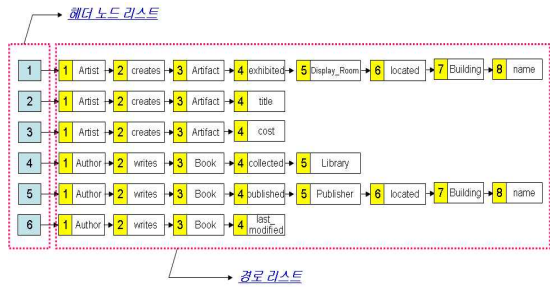 헤더 노드 리스트
1 1 Artist 2 creates 3 Artifact 4 exhibited 5 Display_Room 6 located 7 Building 8 name
2 1 Artist 2 creates 3 Artifact 4 title
3 1 Artist 2 creates 3 Artifact 4 cost
4 1 Author 2 writes 3 Book 4 collected 5 Library
5 1 Author 2 writes 3 Book 4 published 5 Publisher 6 located 7 Building 8 name
6 1 Author 2 writes 3 Book 4 last_
modified
경로 리스트